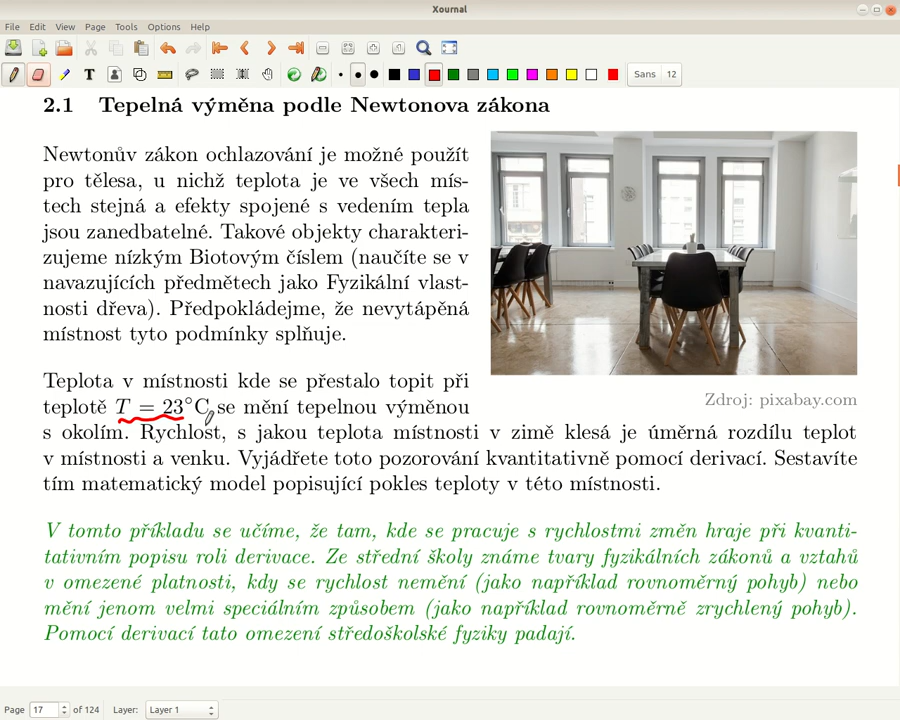 Xournal
File Edit View Page Tools Options Help
T Sans 12
2.1 Tepelná výměna podle Newtonova zákona
Newtonův zákon ochlazování je možné použít
pro tělesa, u nichž teplota je ve všech mís-
tech stejná a efekty spojené s vedením tepla
jsou zanedbatelné. Takové objekty charakteri-
zujeme nízkým Biotovým číslem (naučíte se v
navazujících předmětech jako Fyzikální vlast-
nosti dřeva). Předpokládejme, že nevytápěná
místnost tyto podmínky splňuje.
Teplota v místnosti kde se přestalo topit při
teplotě T = 23°C se mění tepelnou výměnou
Zdroj: pixabay.com
s okolím. Rychlost, s jakou teplota místnosti v zimě klesá je úměrná rozdílu teplot
v místnosti a venku. Vyjádřete toto pozorování kvantitativně pomocí derivací. Sestavíte
tím matematický model popisující pokles teploty v této místnosti.
V tomto příkladu se učíme, že tam, kde se pracuje s rychlostmi změn hraje při kvanti-
tativním popisu roli derivace. Ze střední školy známe tvary fyzikálních zákonů a vztahů
v omezené platnosti, kdy se rychlost nemění (jako například rovnoměrný pohyb) nebo
mění jenom velmi speciálním způsobem (jako například rovnoměrně zrychlený pohyb).
Pomocí derivací tato omezení středoškolské fyziky padají.
Page 17 of 124 Layer: Layer 1